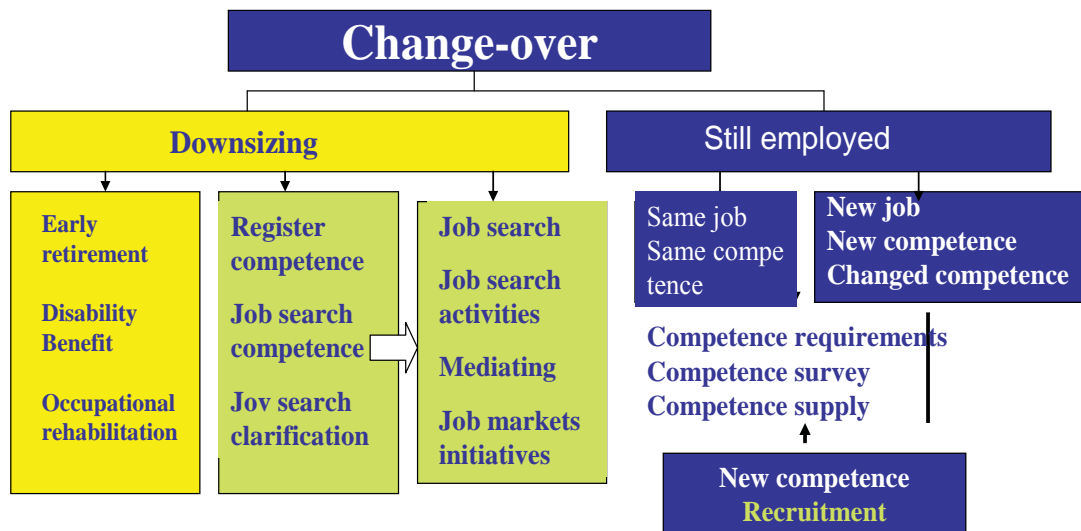 Change-over
Downsizing
Still employed
Early
retirement
Disability
Benefit
Occupational
rehabilitation
Register
competence
Job search
competence
Jov search
clarification
Job search
Job search
activities
Mediating
Job markets
initiatives
Same job
Same compe
tence
New job
New competence
Changed competence
Competence requirements
Competence survey
Competence supply
New competence
Recruitment